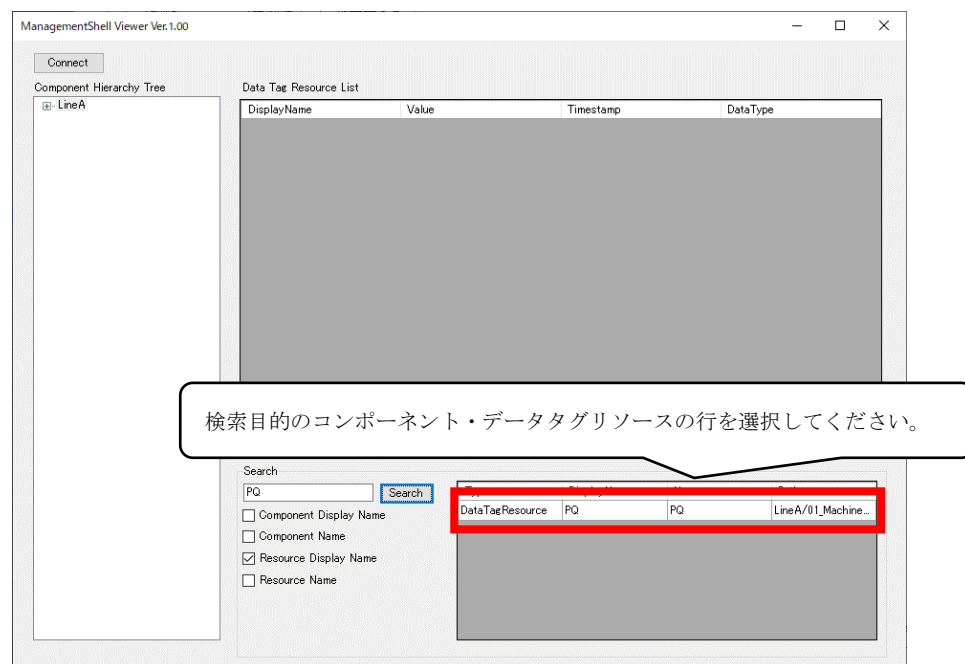 ManagementShell Viewer Ver.1.00
Connect
Component Hierarchy Tree
Data Tag Resource List
LineA
DisplayName Value Timestamp DataType
検索目的のコンポーネント・データタグリソースの行を選択してください。
Search
PQ Search
Component Display Name
DataTagResource PQ PQ LineA/01_Machine...
Component Name
Resource Display Name
Resource Name